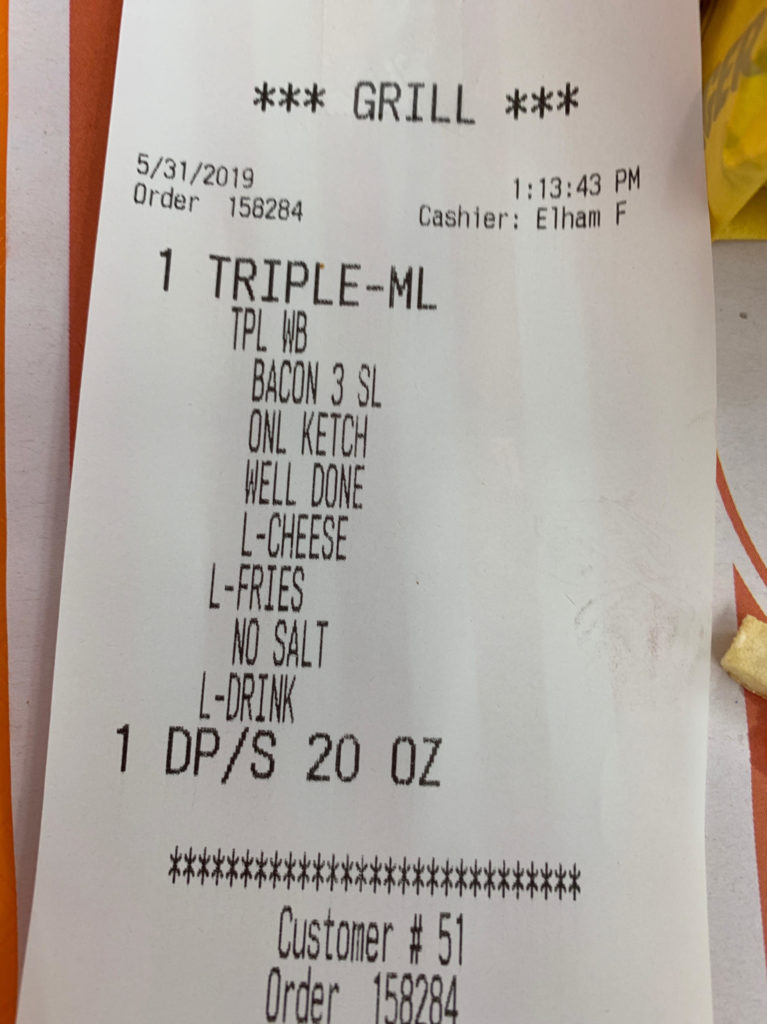 *** GRILL ***
5/31/2019 1:13:43 PM
Order 158284 Cashier: Elham F
1 TRIPLE-ML
TPL WB
BACON 3 SL
ONL KETCH
WELL DONE
L-CHEESE
L-FRIES
NO SALT
L-DRINK
1 DP/S 20 OZ
*****************************
Customer # 51
Order 158284